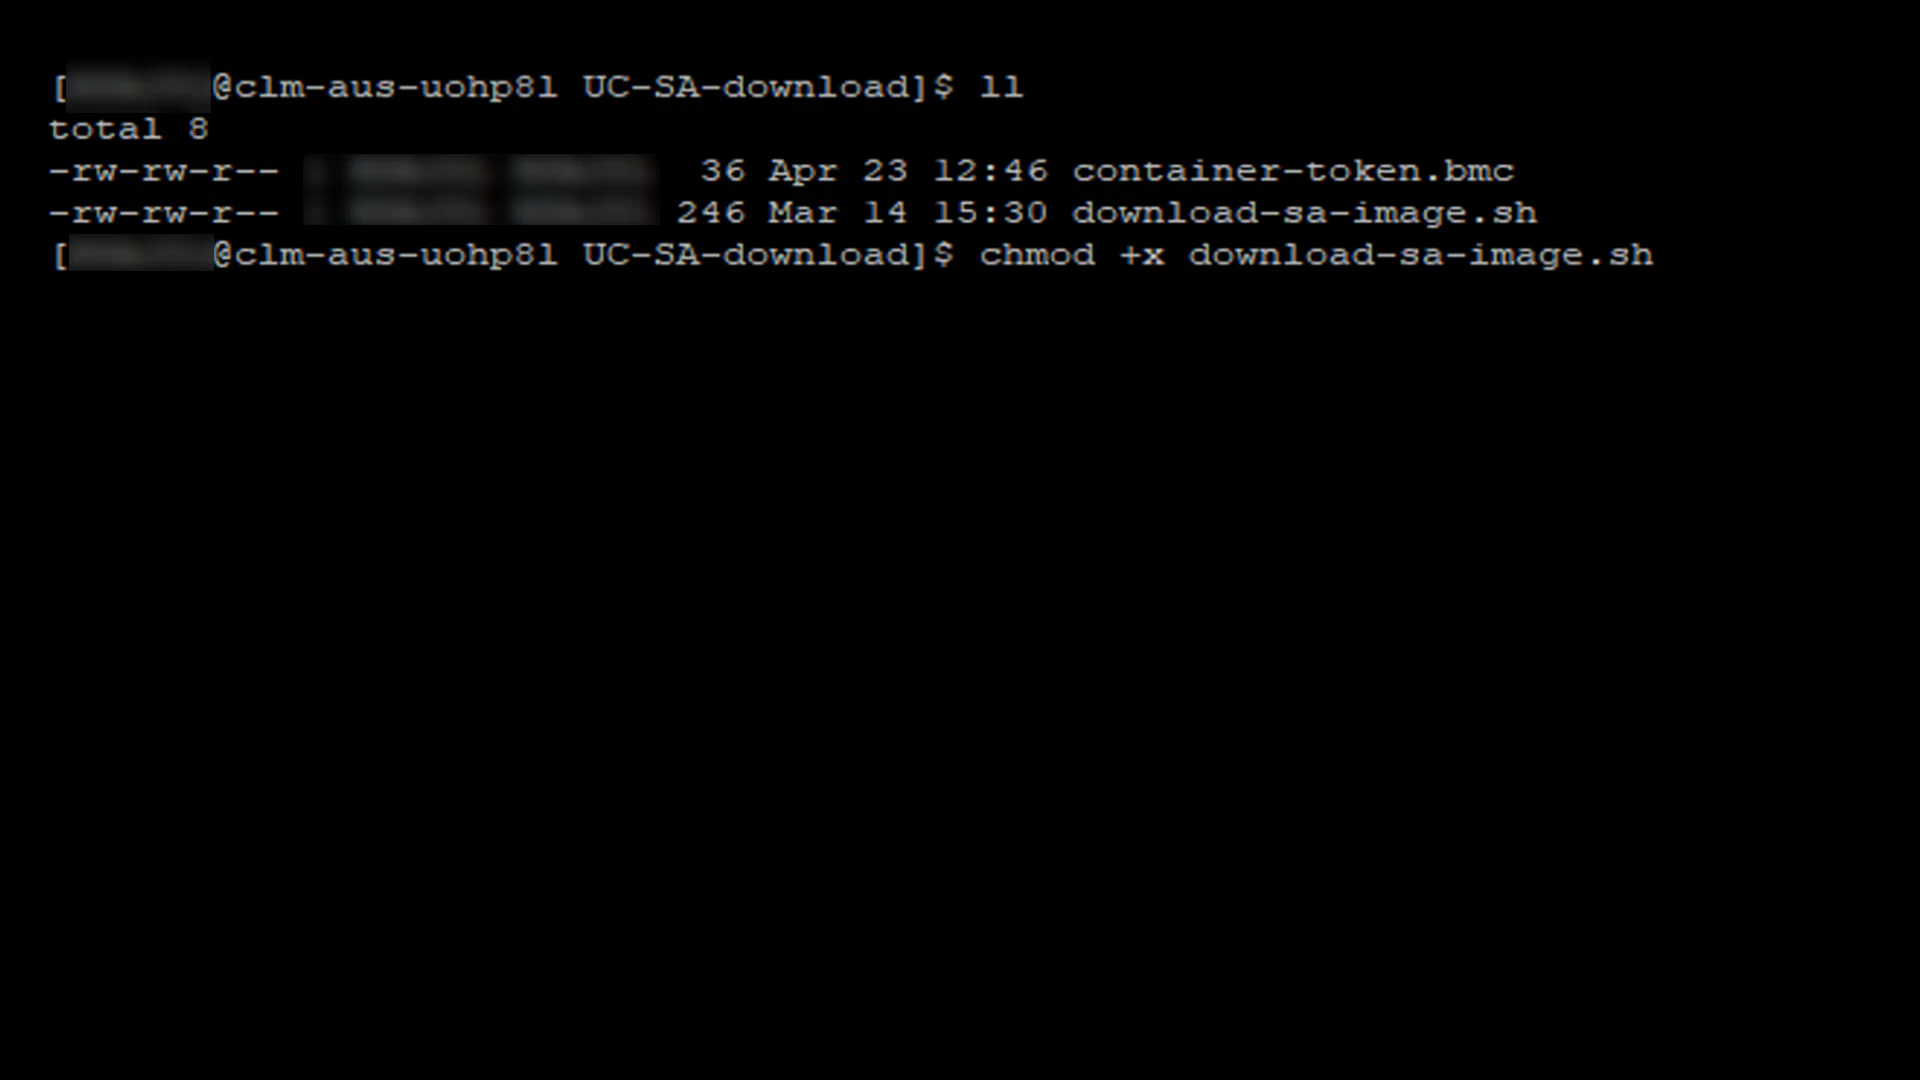 [@clm-aus-uohp8l UC-SA-download]$ ll
total 8
-rw-rw-r-- 36 Apr 23 12:46 container-token.bmc
-rw-rw-r-- 246 Mar 14 15:30 download-sa-image.sh
[@clm-aus-uohp8l UC-SA-download]$ chmod +x download-sa-image.sh